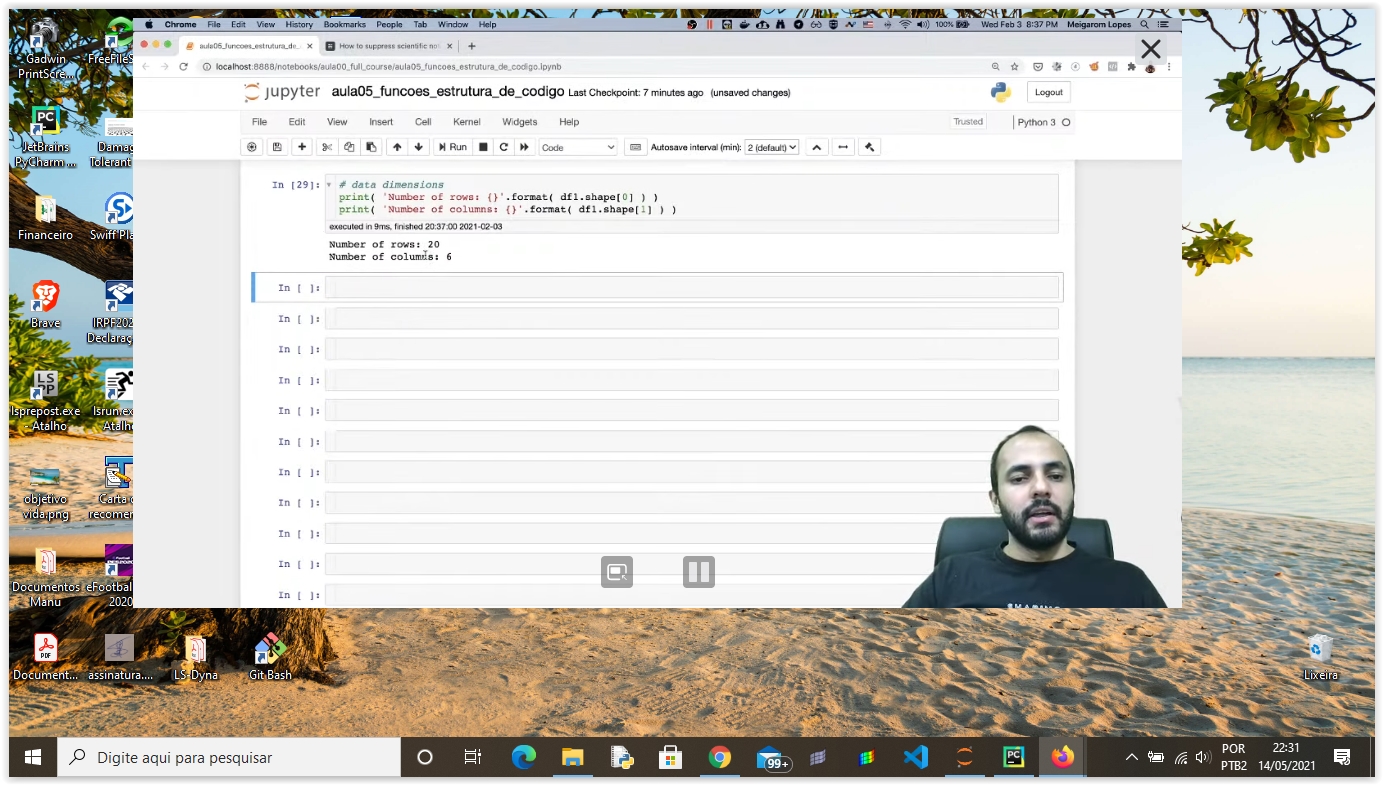 Chrome File Edit View History Bookmarks People Tab Window Help 100% Wed Feb 3 8:37 PM Meigarom Lopes
aula05_funcoes_estrutura_de_ How to suppress scientific no
localhost:8888/notebooks/aula00_full_course/aula05_funcoes_estrutura_de_codigo.ipynb
jupyter aula05_funcoes_estrutura_de_codigo Last Checkpoint: 7 minutes ago (unsaved changes) Logout
File Edit View Insert Cell Kernel Widgets Help Trusted Python 3
Run Code Autosave interval (min): 2 (default)
In [29]: # data dimensions
print( 'Number of rows: {}'.format( df1.shape[0] ) )
print( 'Number of columns: {}'.format( df1.shape[1] ) )
executed in 9ms, finished 20:37:00 2021-02-03
Number of rows: 20
Number of columns: 6
In [ ]:
In [ ]:
In [ ]:
In [ ]:
In [ ]:
In [ ]:
In [ ]:
In [ ]:
In [ ]:
In [ ]:
In [ ]:
Gadwin
PrintScre...
FreeFileS
JetBrains
PyCharm ...
Damag
Tolerant
Financeiro
Swiff Pla
Brave
IRPF202
Declaraç
LS
PP
lsprepost.exe
- Atalho
lsrun.ex
Atalh
objetivo
vida.png
Carta d
recomen
Documentos
Manu
eFootbal
2020
PDF
Document...
assinatura....
LS-Dyna
Git Bash
Lixeira
Digite aqui para pesquisar
99+
POR
PTB2
22:31
14/05/2021